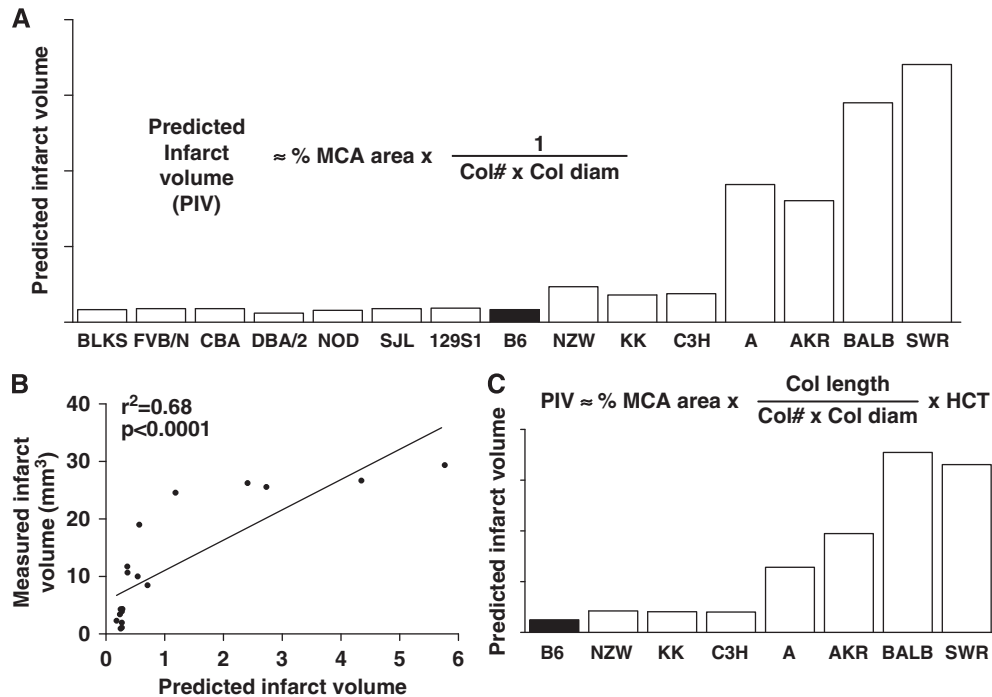 A
Predicted infarct volume
Predicted
Infarct
volume
(PIV)
≈ % MCA area x
1
Col# x Col diam
BLKS FVB/N CBA DBA/2 NOD SJL 129S1 B6 NZW KK C3H A AKR BALB SWR
B
r²=0.68
p<0.0001
Measured infarct
volume (mm³)
40
30
20
10
0
0 1 2 3 4 5 6
Predicted infarct volume
C
PIV ≈ % MCA area x
Col length
Col# x Col diam
x HCT
Predicted infarct volume
B6 NZW KK C3H A AKR BALB SWR